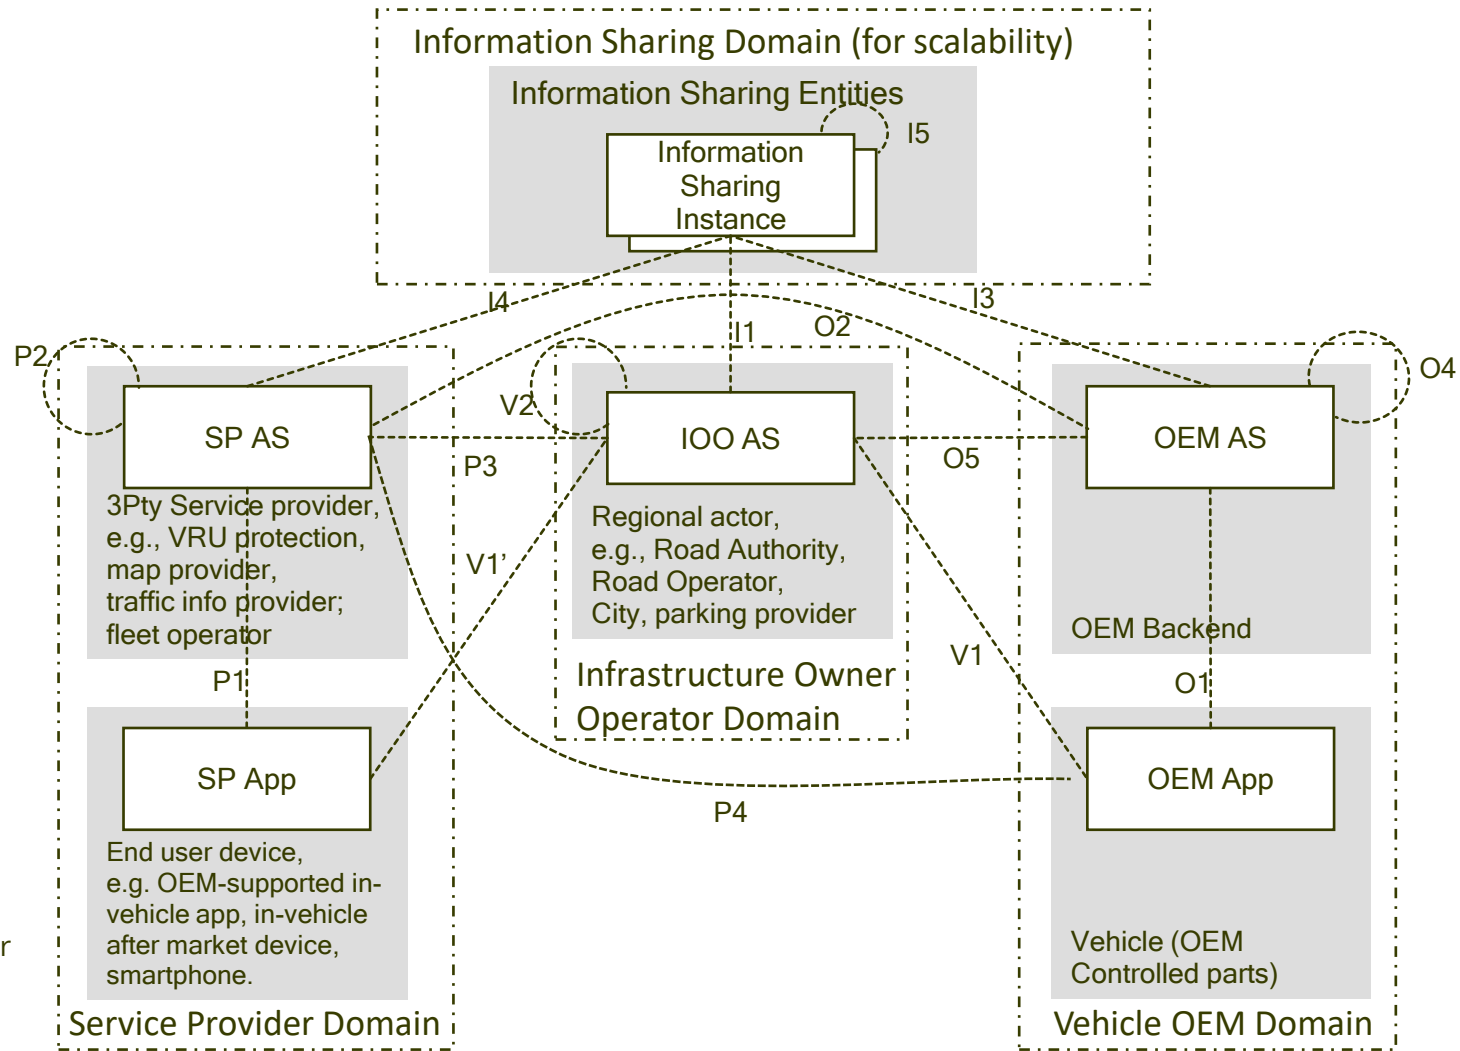 Information Sharing Domain (for scalability)
Information Sharing Entities
I5
Information
Sharing
Instance
I4
I3
I1
O2
P2
O4
V2
SP AS
IOO AS
OEM AS
P3
O5
3Pty Service provider,
e.g., VRU protection,
map provider,
traffic info provider;
fleet operator
Regional actor,
e.g., Road Authority,
Road Operator,
City, parking provider
V1’
OEM Backend
V1
Infrastructure Owner
Operator Domain
P1
O1
SP App
OEM App
P4
End user device,
e.g. OEM-supported in-
vehicle app, in-vehicle
after market device,
smartphone.
r
Vehicle (OEM
Controlled parts)
Service Provider Domain
Vehicle OEM Domain